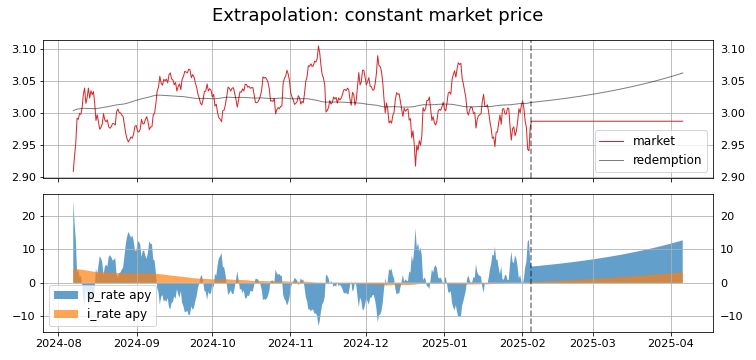 Extrapolation: constant market price
3.10 3.10
3.05 3.05
3.00 3.00
2.95 2.95
2.90 2.90
market
redemption
20 20
10 10
0 0
−10 −10
p_rate apy
i_rate apy
2024-08 2024-09 2024-10 2024-11 2024-12 2025-01 2025-02 2025-03 2025-04